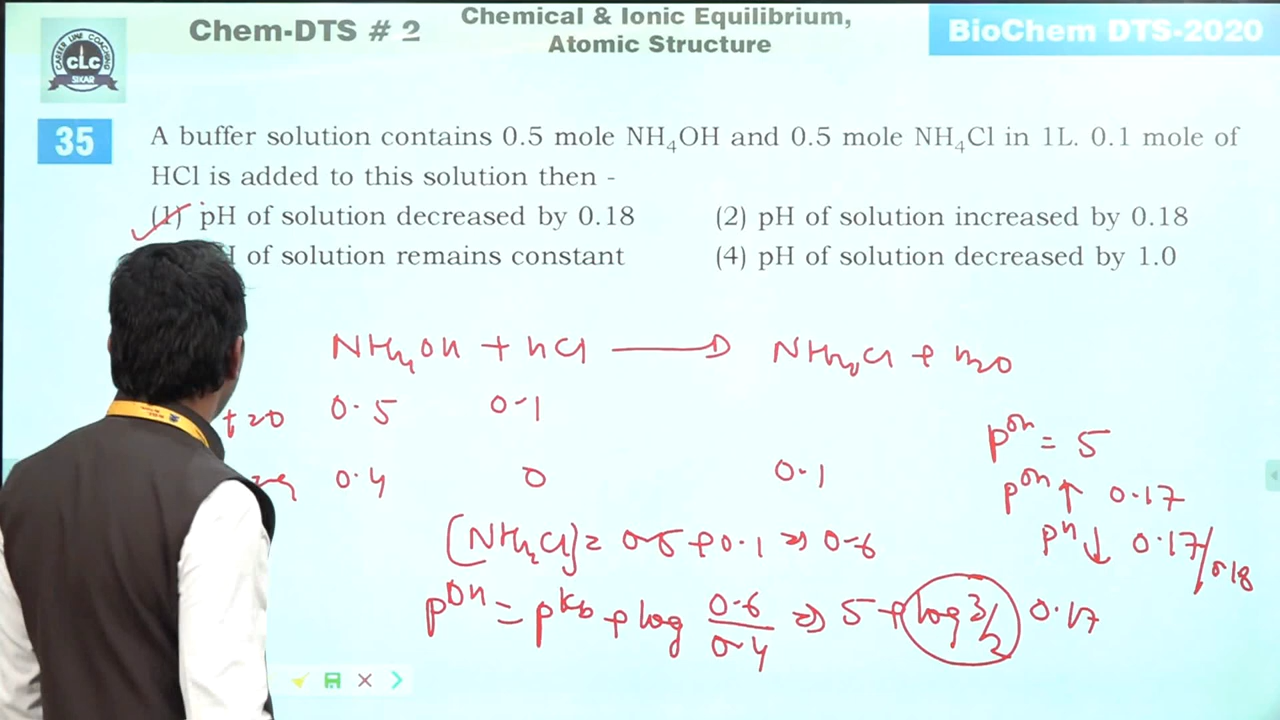 Chem-DTS # 2
Chemical & Ionic Equilibrium,
Atomic Structure
BioChem DTS-2020
CAREER LINE COACHING
CLC
SIKAR
35
A buffer solution contains 0.5 mole NH₄OH and 0.5 mole NH₄Cl in 1L. 0.1 mole of
HCl is added to this solution then -
(1) pH of solution decreased by 0.18
(2) pH of solution increased by 0.18
H of solution remains constant
(4) pH of solution decreased by 1.0
NH₄OH + HCl → NH₄Cl + H₂O
t=0 0.5 0.1
0.4 0 0.1
[NH₄Cl] = 0.5+0.1 ⇒ 0.6
pOH = pKb + log 0.6/0.4 ⇒ 5 + log 3/2 0.17
pOH = 5
pOH ↑ 0.17
pH ↓ 0.17/0.18